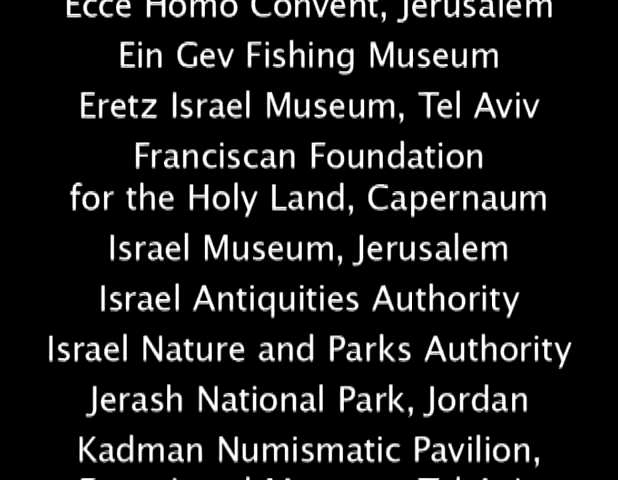 Ecce Homo Convent, Jerusalem
Ein Gev Fishing Museum
Eretz Israel Museum, Tel Aviv
Franciscan Foundation
for the Holy Land, Capernaum
Israel Museum, Jerusalem
Israel Antiquities Authority
Israel Nature and Parks Authority
Jerash National Park, Jordan
Kadman Numismatic Pavilion,